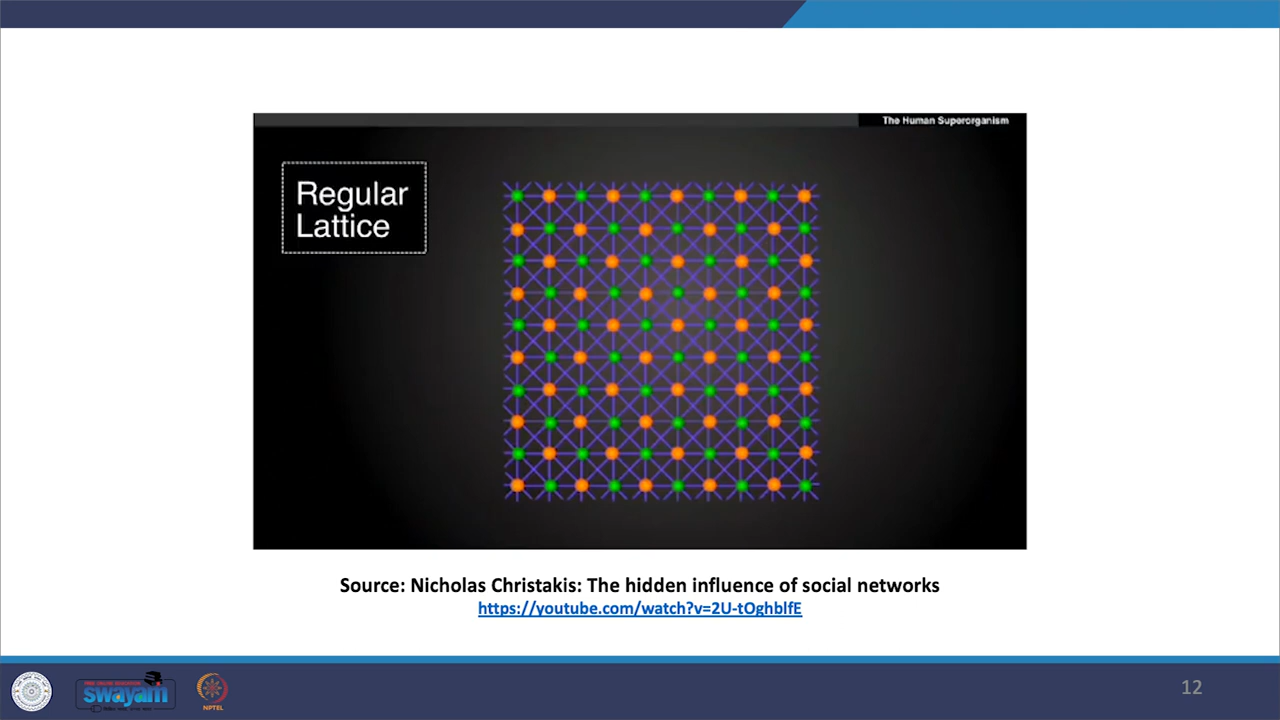 The Human Superorganism
Regular
Lattice
Source: Nicholas Christakis: The hidden influence of social networks
https://youtube.com/watch?v=2U-tOghblfE
swayam
NPTEL
12